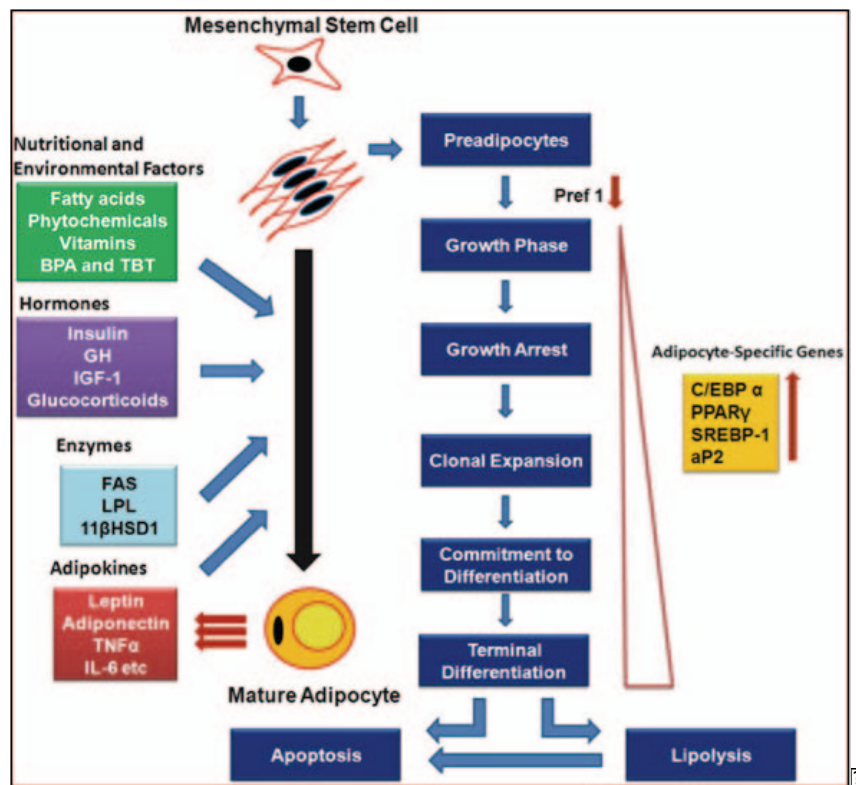 Mesenchymal Stem Cell
Nutritional and
Environmental Factors
Fatty acids
Phytochemicals
Vitamins
BPA and TBT
Hormones
Insulin
GH
IGF-1
Glucocorticoids
Enzymes
FAS
LPL
11βHSD1
Adipokines
Leptin
Adiponectin
TNFα
IL-6 etc
Mature Adipocyte
Preadipocytes
Pref 1
Growth Phase
Growth Arrest
Clonal Expansion
Commitment to
Differentiation
Terminal
Differentiation
Adipocyte-Specific Genes
C/EBP α
PPARγ
SREBP-1
aP2
Apoptosis
Lipolysis